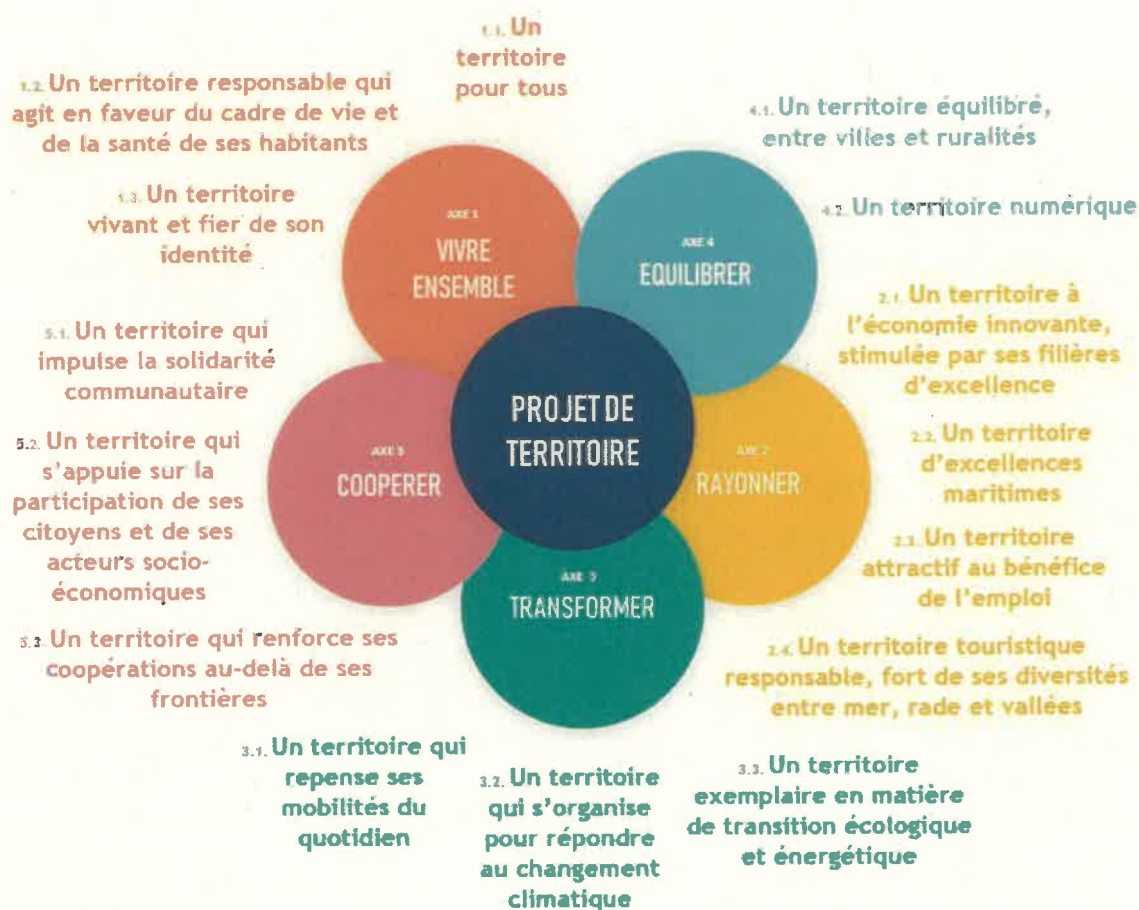 1.1. Un
territoire
pour tous
1.2. Un territoire responsable qui
agit en faveur du cadre de vie et
de la santé de ses habitants
1.3. Un territoire
vivant et fier de son
identité
4.1. Un territoire équilibré,
entre villes et ruralités
4.2. Un territoire numérique
AXE 1
VIVRE
ENSEMBLE
AXE 4
EQUILIBRER
2.1. Un territoire à
l'économie innovante,
stimulée par ses filières
d'excellence
2.2. Un territoire
d'excellences
maritimes
2.3. Un territoire
attractif au bénéfice
de l'emploi
2.4. Un territoire touristique
responsable, fort de ses diversités
entre mer, rade et vallées
5.1. Un territoire qui
impulse la solidarité
communautaire
5.2. Un territoire qui
s'appuie sur la
participation de ses
citoyens et de ses
acteurs socio-
économiques
5.3 Un territoire qui renforce ses
coopérations au-delà de ses
frontières
PROJET DE
TERRITOIRE
AXE 5
COOPERER
AXE 2
RAYONNER
AXE 3
TRANSFORMER
3.1. Un territoire qui
repense ses
mobilités du
quotidien
3.2. Un territoire
qui s'organise
pour répondre
au changement
climatique
3.3. Un territoire
exemplaire en matière
de transition écologique
et énergétique